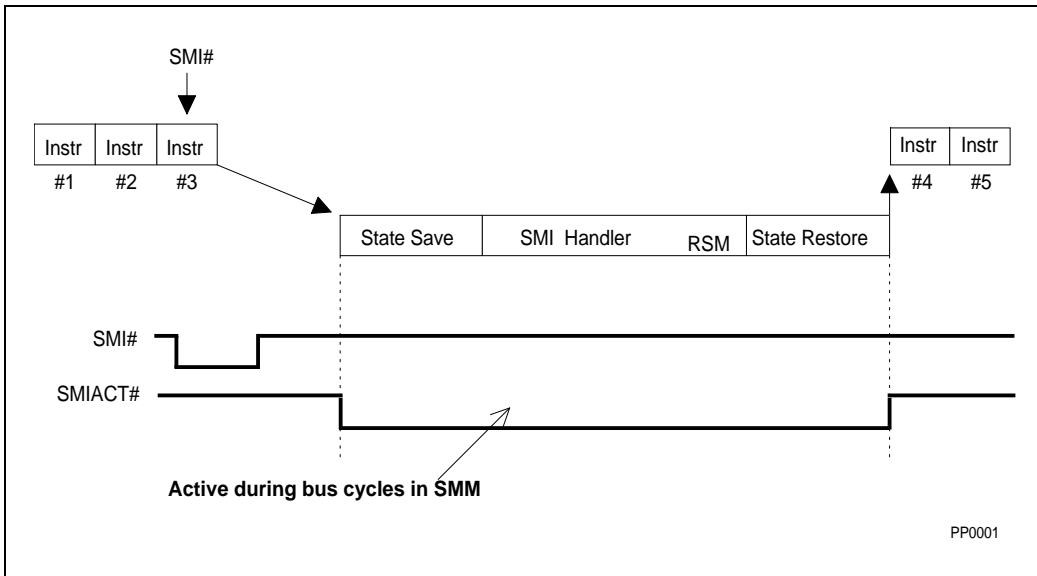 SMI#
Instr Instr Instr
#1 #2 #3
Instr Instr
#4 #5
State Save SMI Handler RSM State Restore
SMI#
SMIACT#
Active during bus cycles in SMM
PP0001